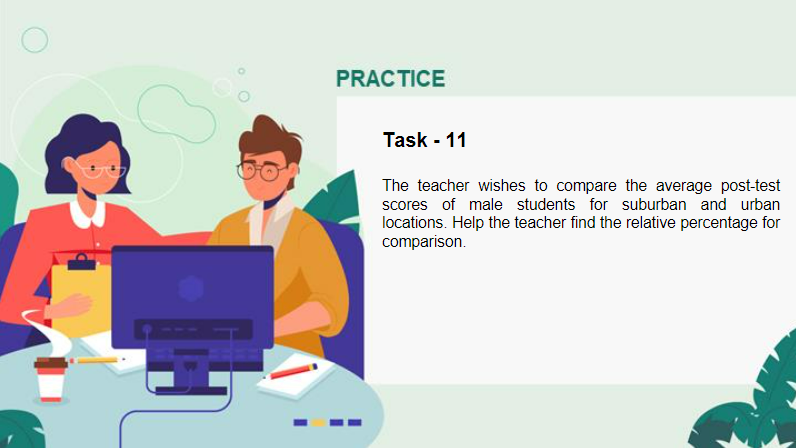 PRACTICE
Task - 11
The teacher wishes to compare the average post-test
scores of male students for suburban and urban
locations. Help the teacher find the relative percentage for
comparison.